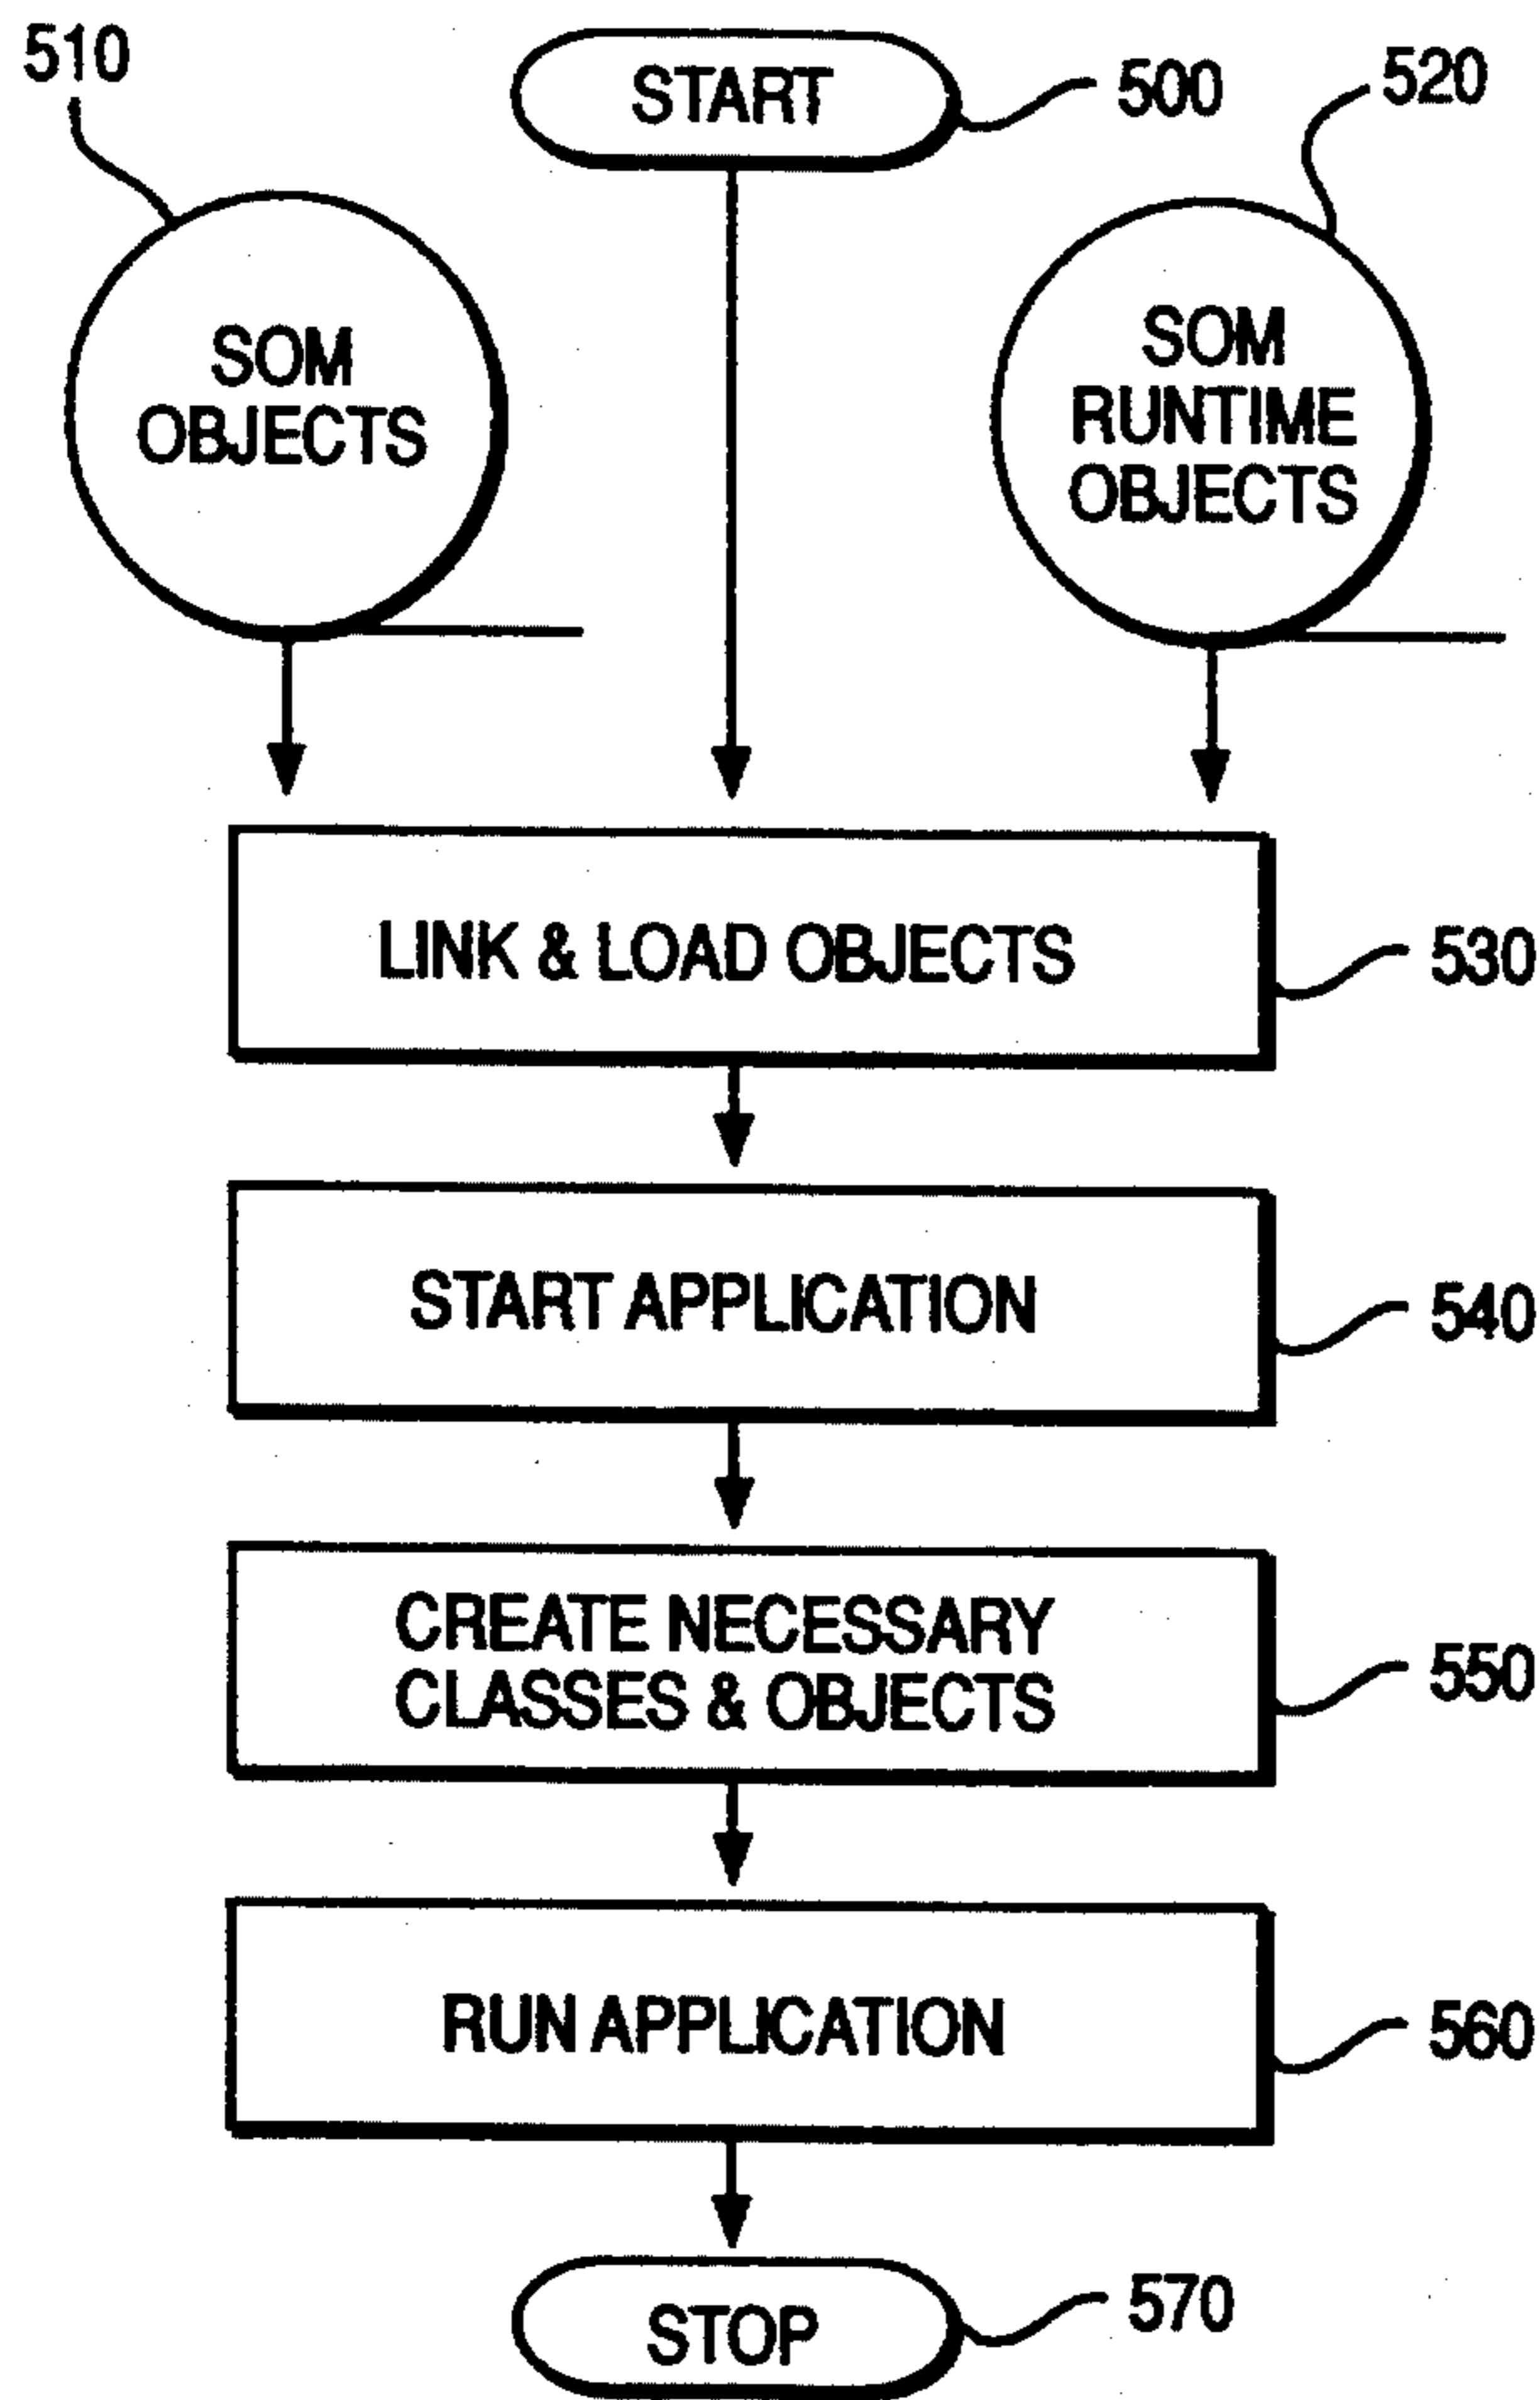 510
START
500
520
SOM
OBJECTS
SOM
RUNTIME
OBJECTS
LINK & LOAD OBJECTS
530
START APPLICATION
540
CREATE NECESSARY
CLASSES & OBJECTS
550
RUN APPLICATION
560
STOP
570